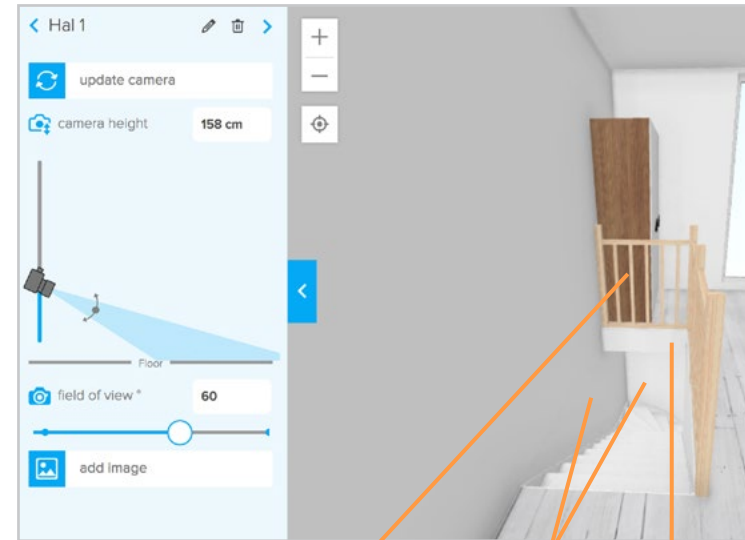 Hal 1
update camera
camera height 158 cm
Floor
field of view ° 60
add image